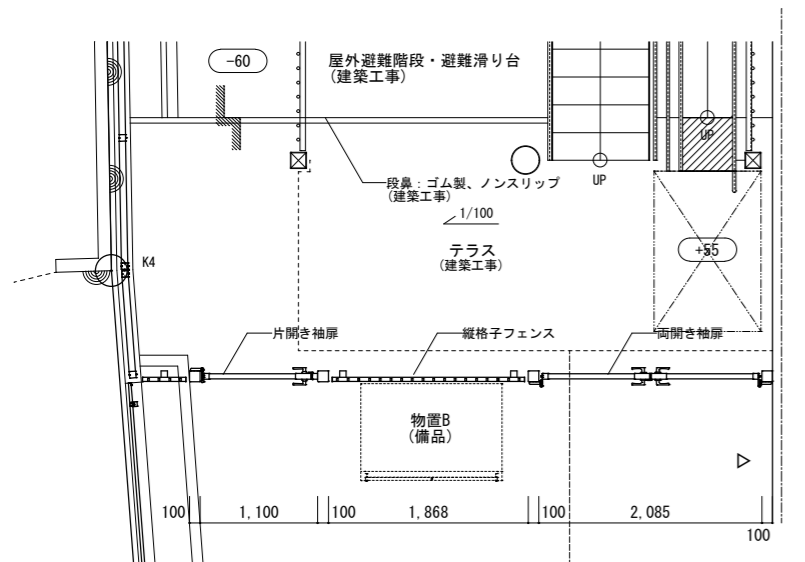 -60
屋外避難階段・避難滑り台
(建築工事)
UP
UP
段鼻：ゴム製、ノンスリップ
(建築工事)
1/100
テラス
(建築工事)
+55
K4
片開き袖扉
縦格子フェンス
両開き袖扉
物置B
(備品)
100
1,100
100
1,868
100
2,085
100